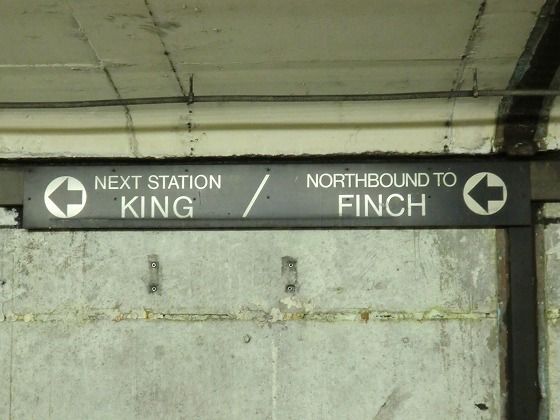 NEXT STATION
KING
/
NORTHBOUND TO
FINCH